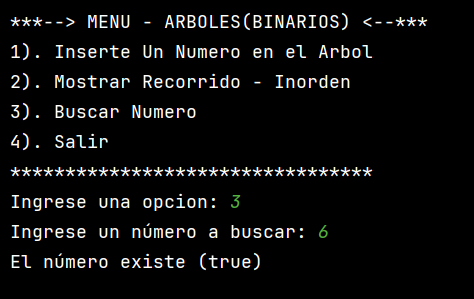 ***--> MENU - ARBOLES(BINARIOS) <--***
1). Inserte Un Numero en el Arbol
2). Mostrar Recorrido - Inorden
3). Buscar Numero
4). Salir
*********************************
Ingrese una opcion: 3
Ingrese un número a buscar: 6
El número existe (true)